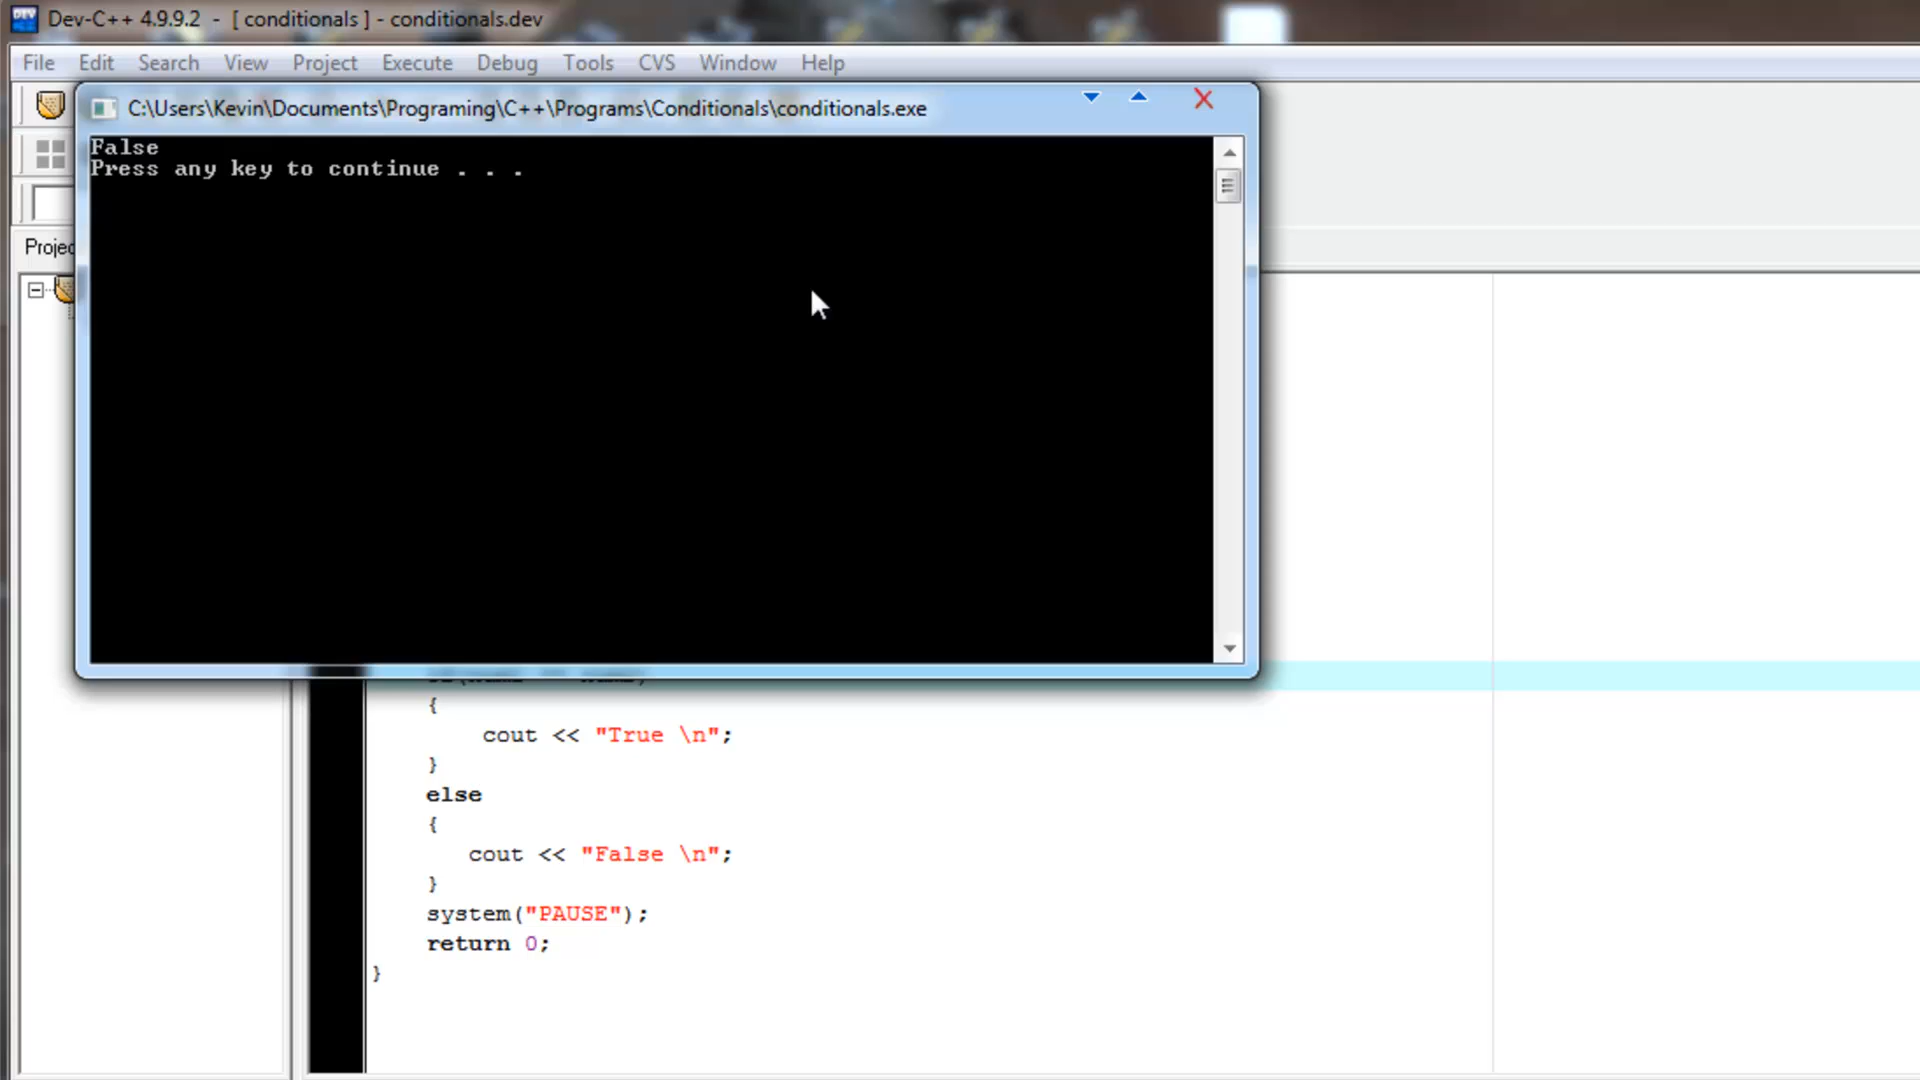 Dev-C++ 4.9.9.2 - [ conditionals ] - conditionals.dev
File Edit Search View Project Execute Debug Tools CVS Window Help
C:\Users\Kevin\Documents\Programing\C++\Programs\Conditionals\conditionals.exe
False
Press any key to continue . . .
{
cout << "True \n";
}
else
{
cout << "False \n";
}
system("PAUSE");
return 0;
}